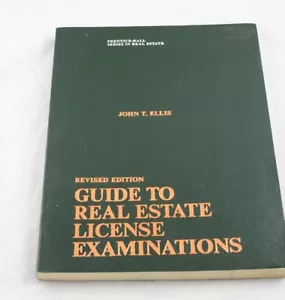 PRENTICE-HALL
SERIES IN REAL ESTATE
JOHN T. ELLIS
REVISED EDITION
GUIDE TO
REAL ESTATE
LICENSE
EXAMINATIONS